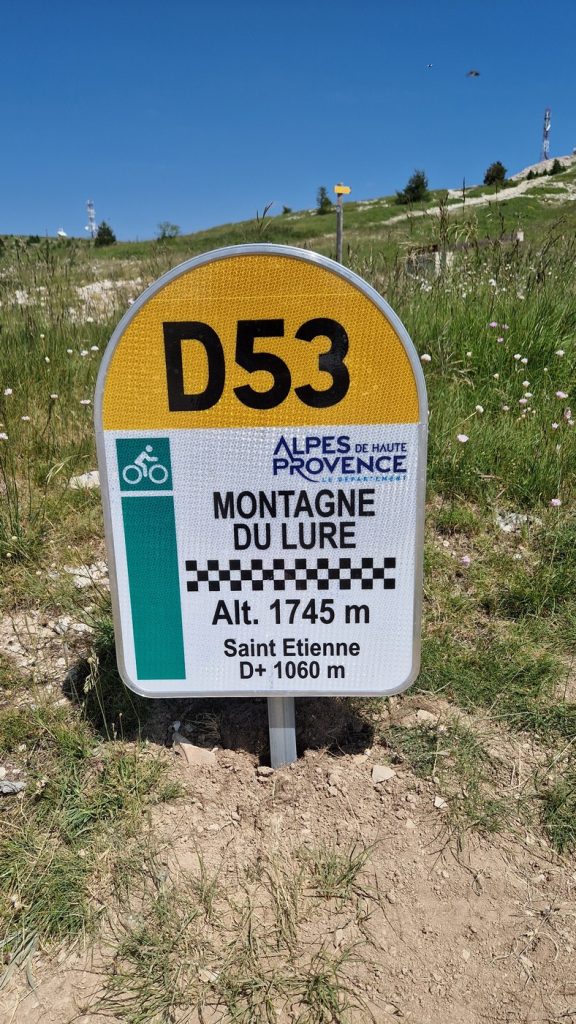 D53
ALPES DE HAUTE
PROVENCE
LE DÉPARTEMENT
MONTAGNE
DU LURE
Alt. 1745 m
Saint Etienne
D+ 1060 m